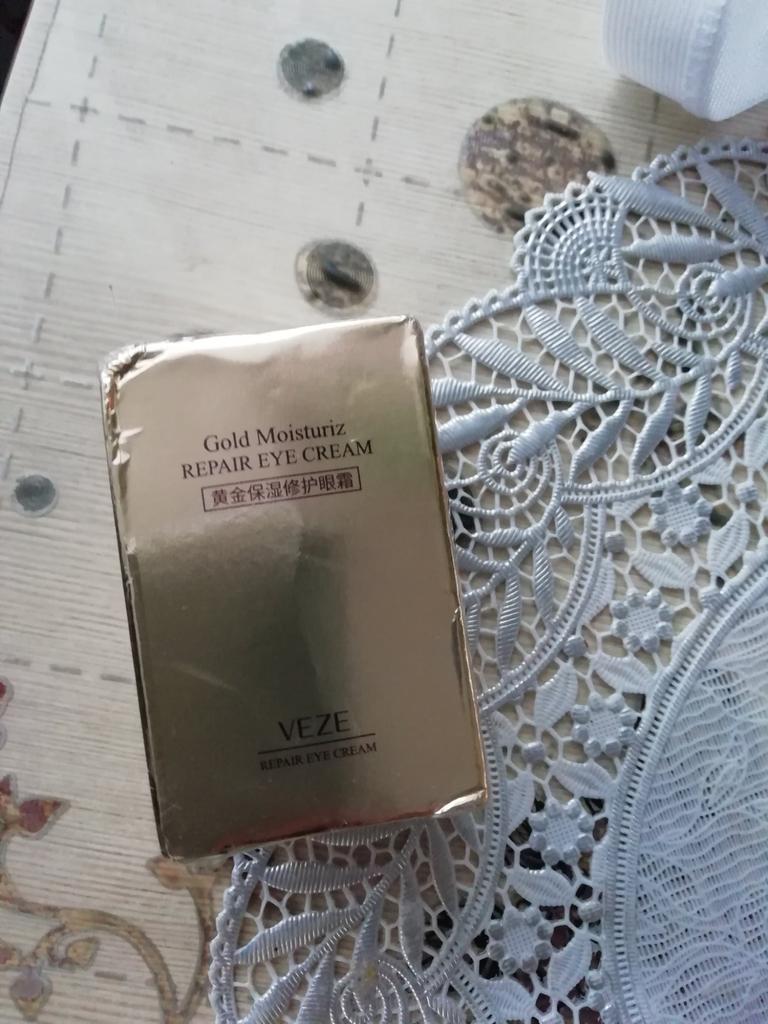 Gold Moisturiz
REPAIR EYE CREAM
黄金保湿修护眼霜
VEZE
REPAIR EYE CREAM